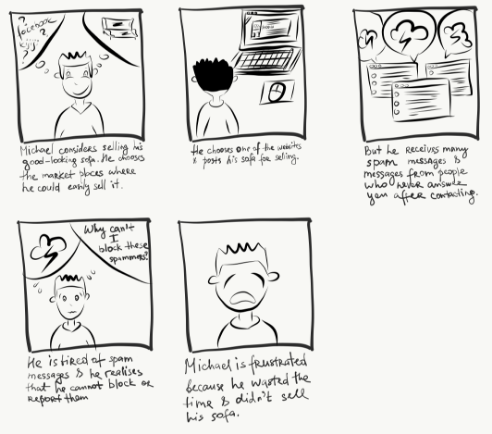 ?
facebook
kijiji?
?
Michael considers selling his
good-looking sofa. He chooses
the market places where
he could easily sell it.
He chooses one of the websites
& posts his sofa for selling.
But he receives many
spam messages &
messages from people
who never answer
you after contacting.
Why can't
I
block these
spammers?
He is tired of spam
messages & he realises
that he cannot block or
report them
Michael is frustrated
because he wasted the
time & didn't sell
his sofa.